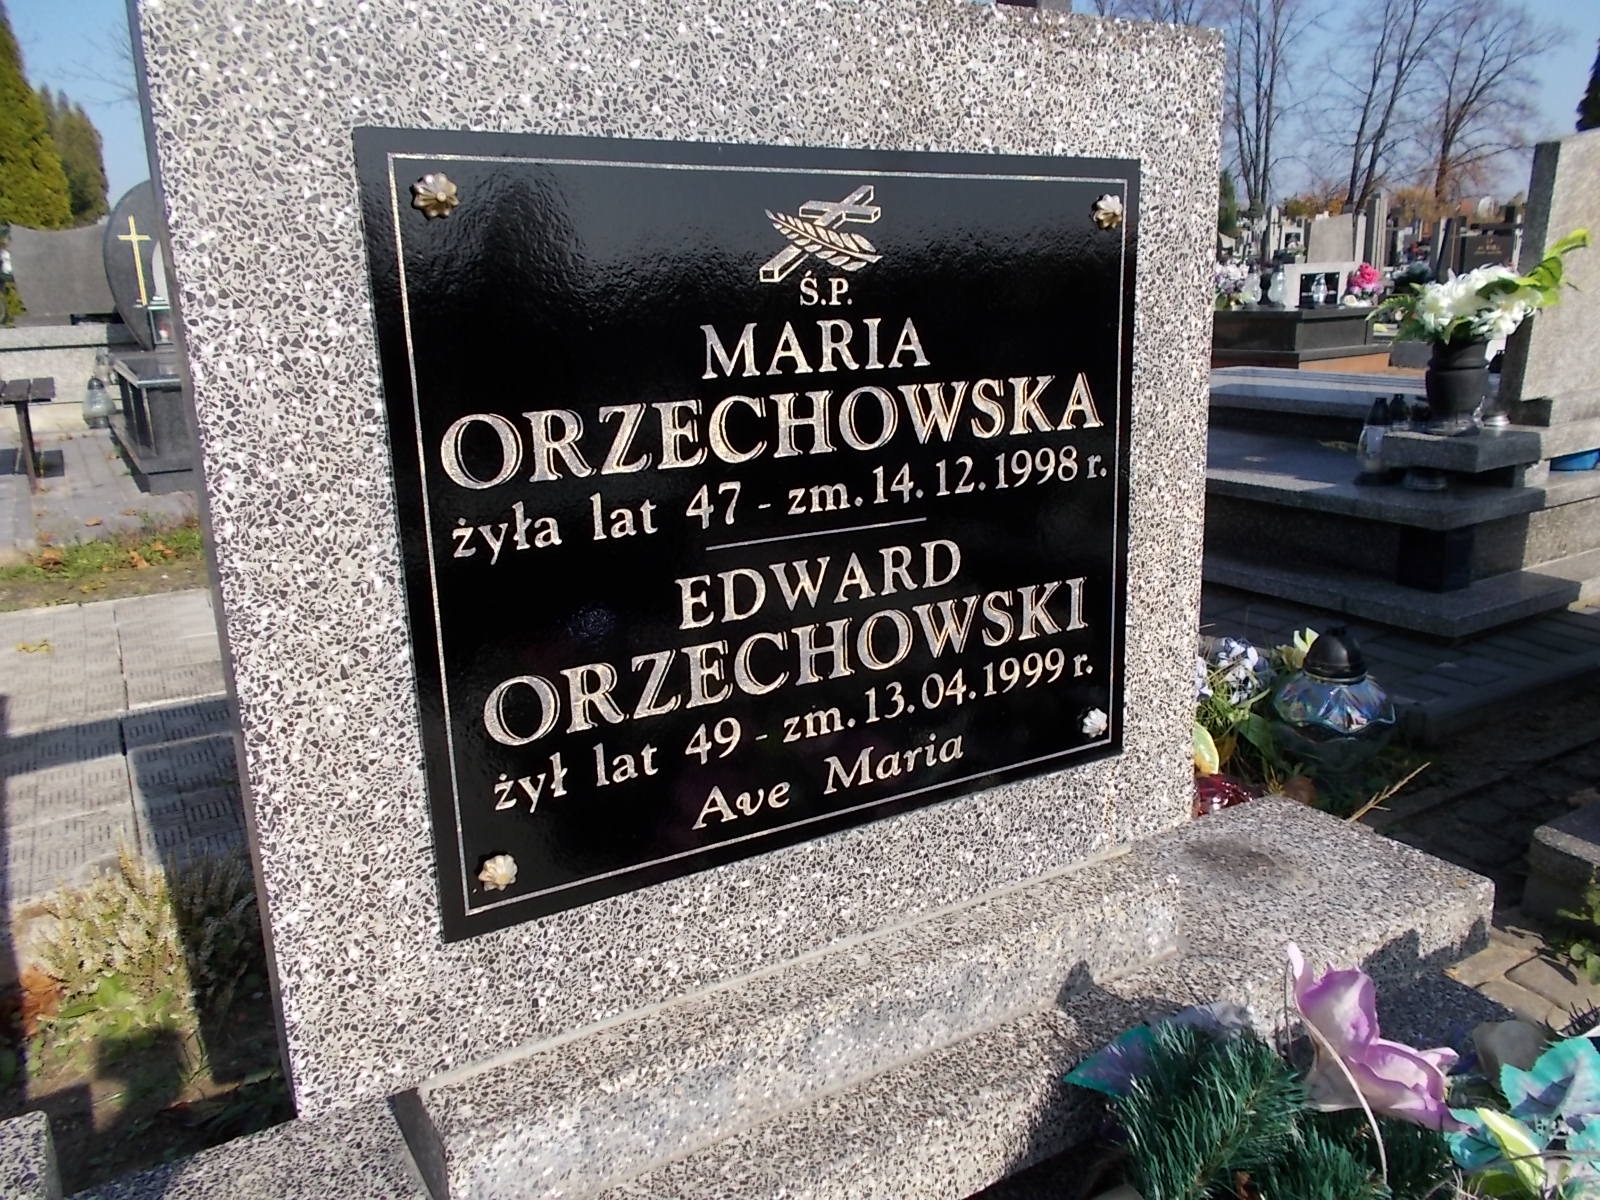 Ś.P.
MARIA
ORZECHOWSKA
żyła lat 47 - zm. 14. 12. 1998 r.
EDWARD
ORZECHOWSKI
żył lat 49 - zm. 13. 04. 1999 r.
Ave Maria